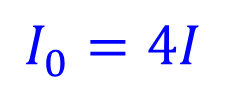 I₀ = 4I